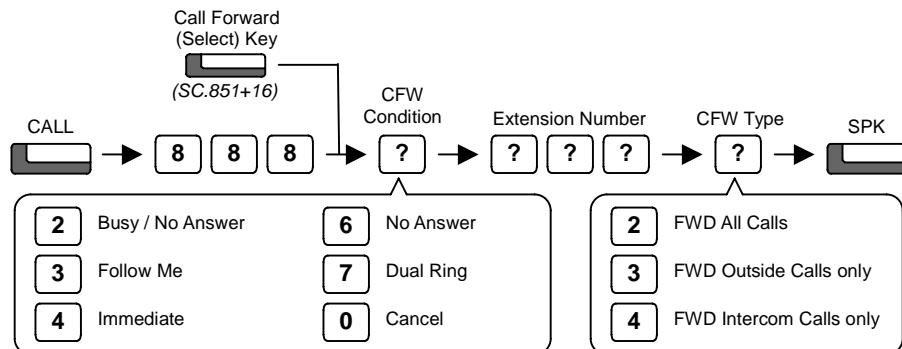 Call Forward
(Select) Key
(SC.851+16)
CFW
Condition
CALL
Extension Number
CFW Type
SPK
8 8 8 ? ? ? ? ?
2 Busy / No Answer
6 No Answer
2 FWD All Calls
3 Follow Me
7 Dual Ring
3 FWD Outside Calls only
4 Immediate
0 Cancel
4 FWD Intercom Calls only